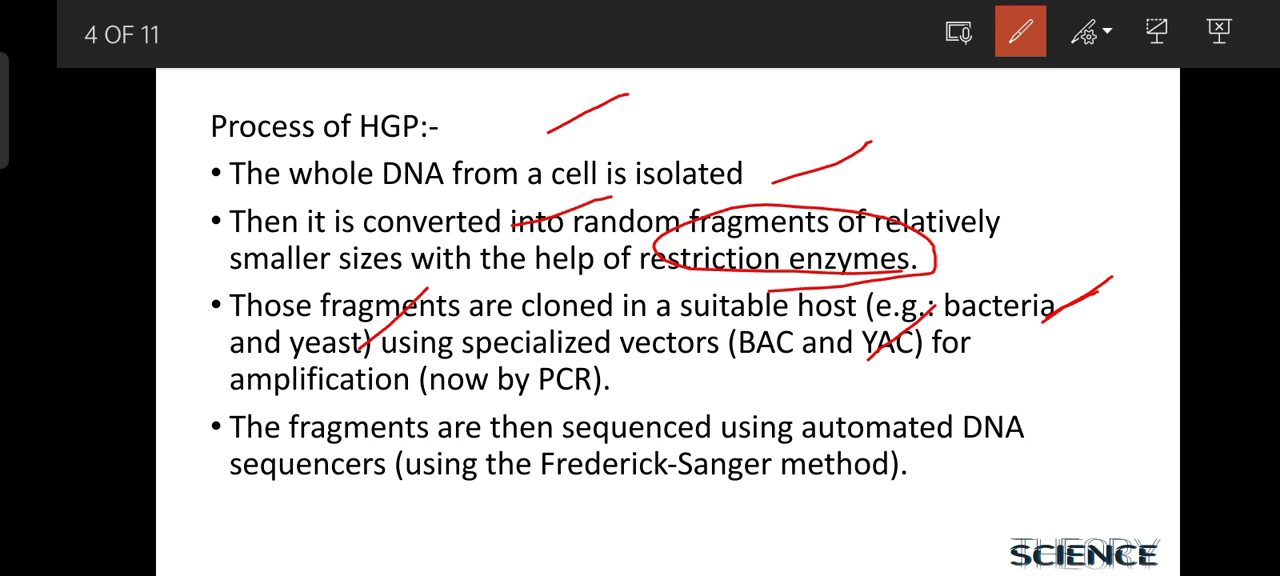 4 OF 11
Process of HGP:-
• The whole DNA from a cell is isolated
• Then it is converted into random fragments of relatively
smaller sizes with the help of restriction enzymes.
• Those fragments are cloned in a suitable host (e.g.: bacteria
and yeast) using specialized vectors (BAC and YAC) for
amplification (now by PCR).
• The fragments are then sequenced using automated DNA
sequencers (using the Frederick-Sanger method).
THEORY
SCIENCE